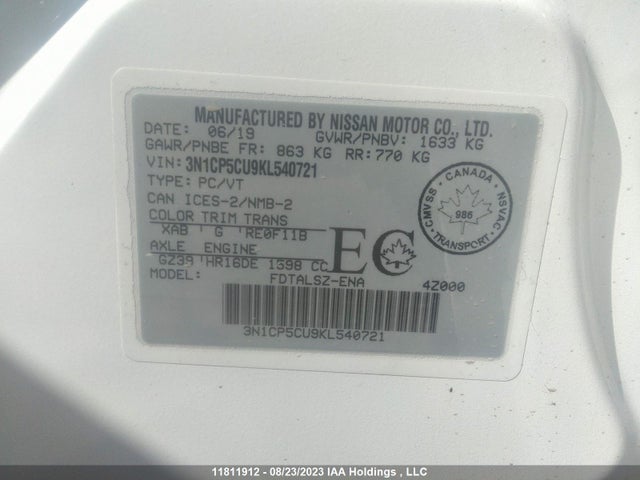 MANUFACTURED BY NISSAN MOTOR CO., LTD.
DATE: 06/19 GVWR/PNBV: 1633 KG
GAWR/PNBE FR: 863 KG RR: 770 KG
VIN: 3N1CP5CU9KL540721
TYPE: PC/VT
CAN ICES-2/NMB-2
COLOR TRIM TRANS
XAB ' G 'RE0F11B
AXLE ENGINE
GZ39 'HR16DE 1598 CC
MODEL: FDTALSZ-ENA
4Z000
EC
CANADA
CMVSS NSVAC
986
TRANSPORT
3N1CP5CU9KL540721
11811912 - 08/23/2023 IAA Holdings , LLC